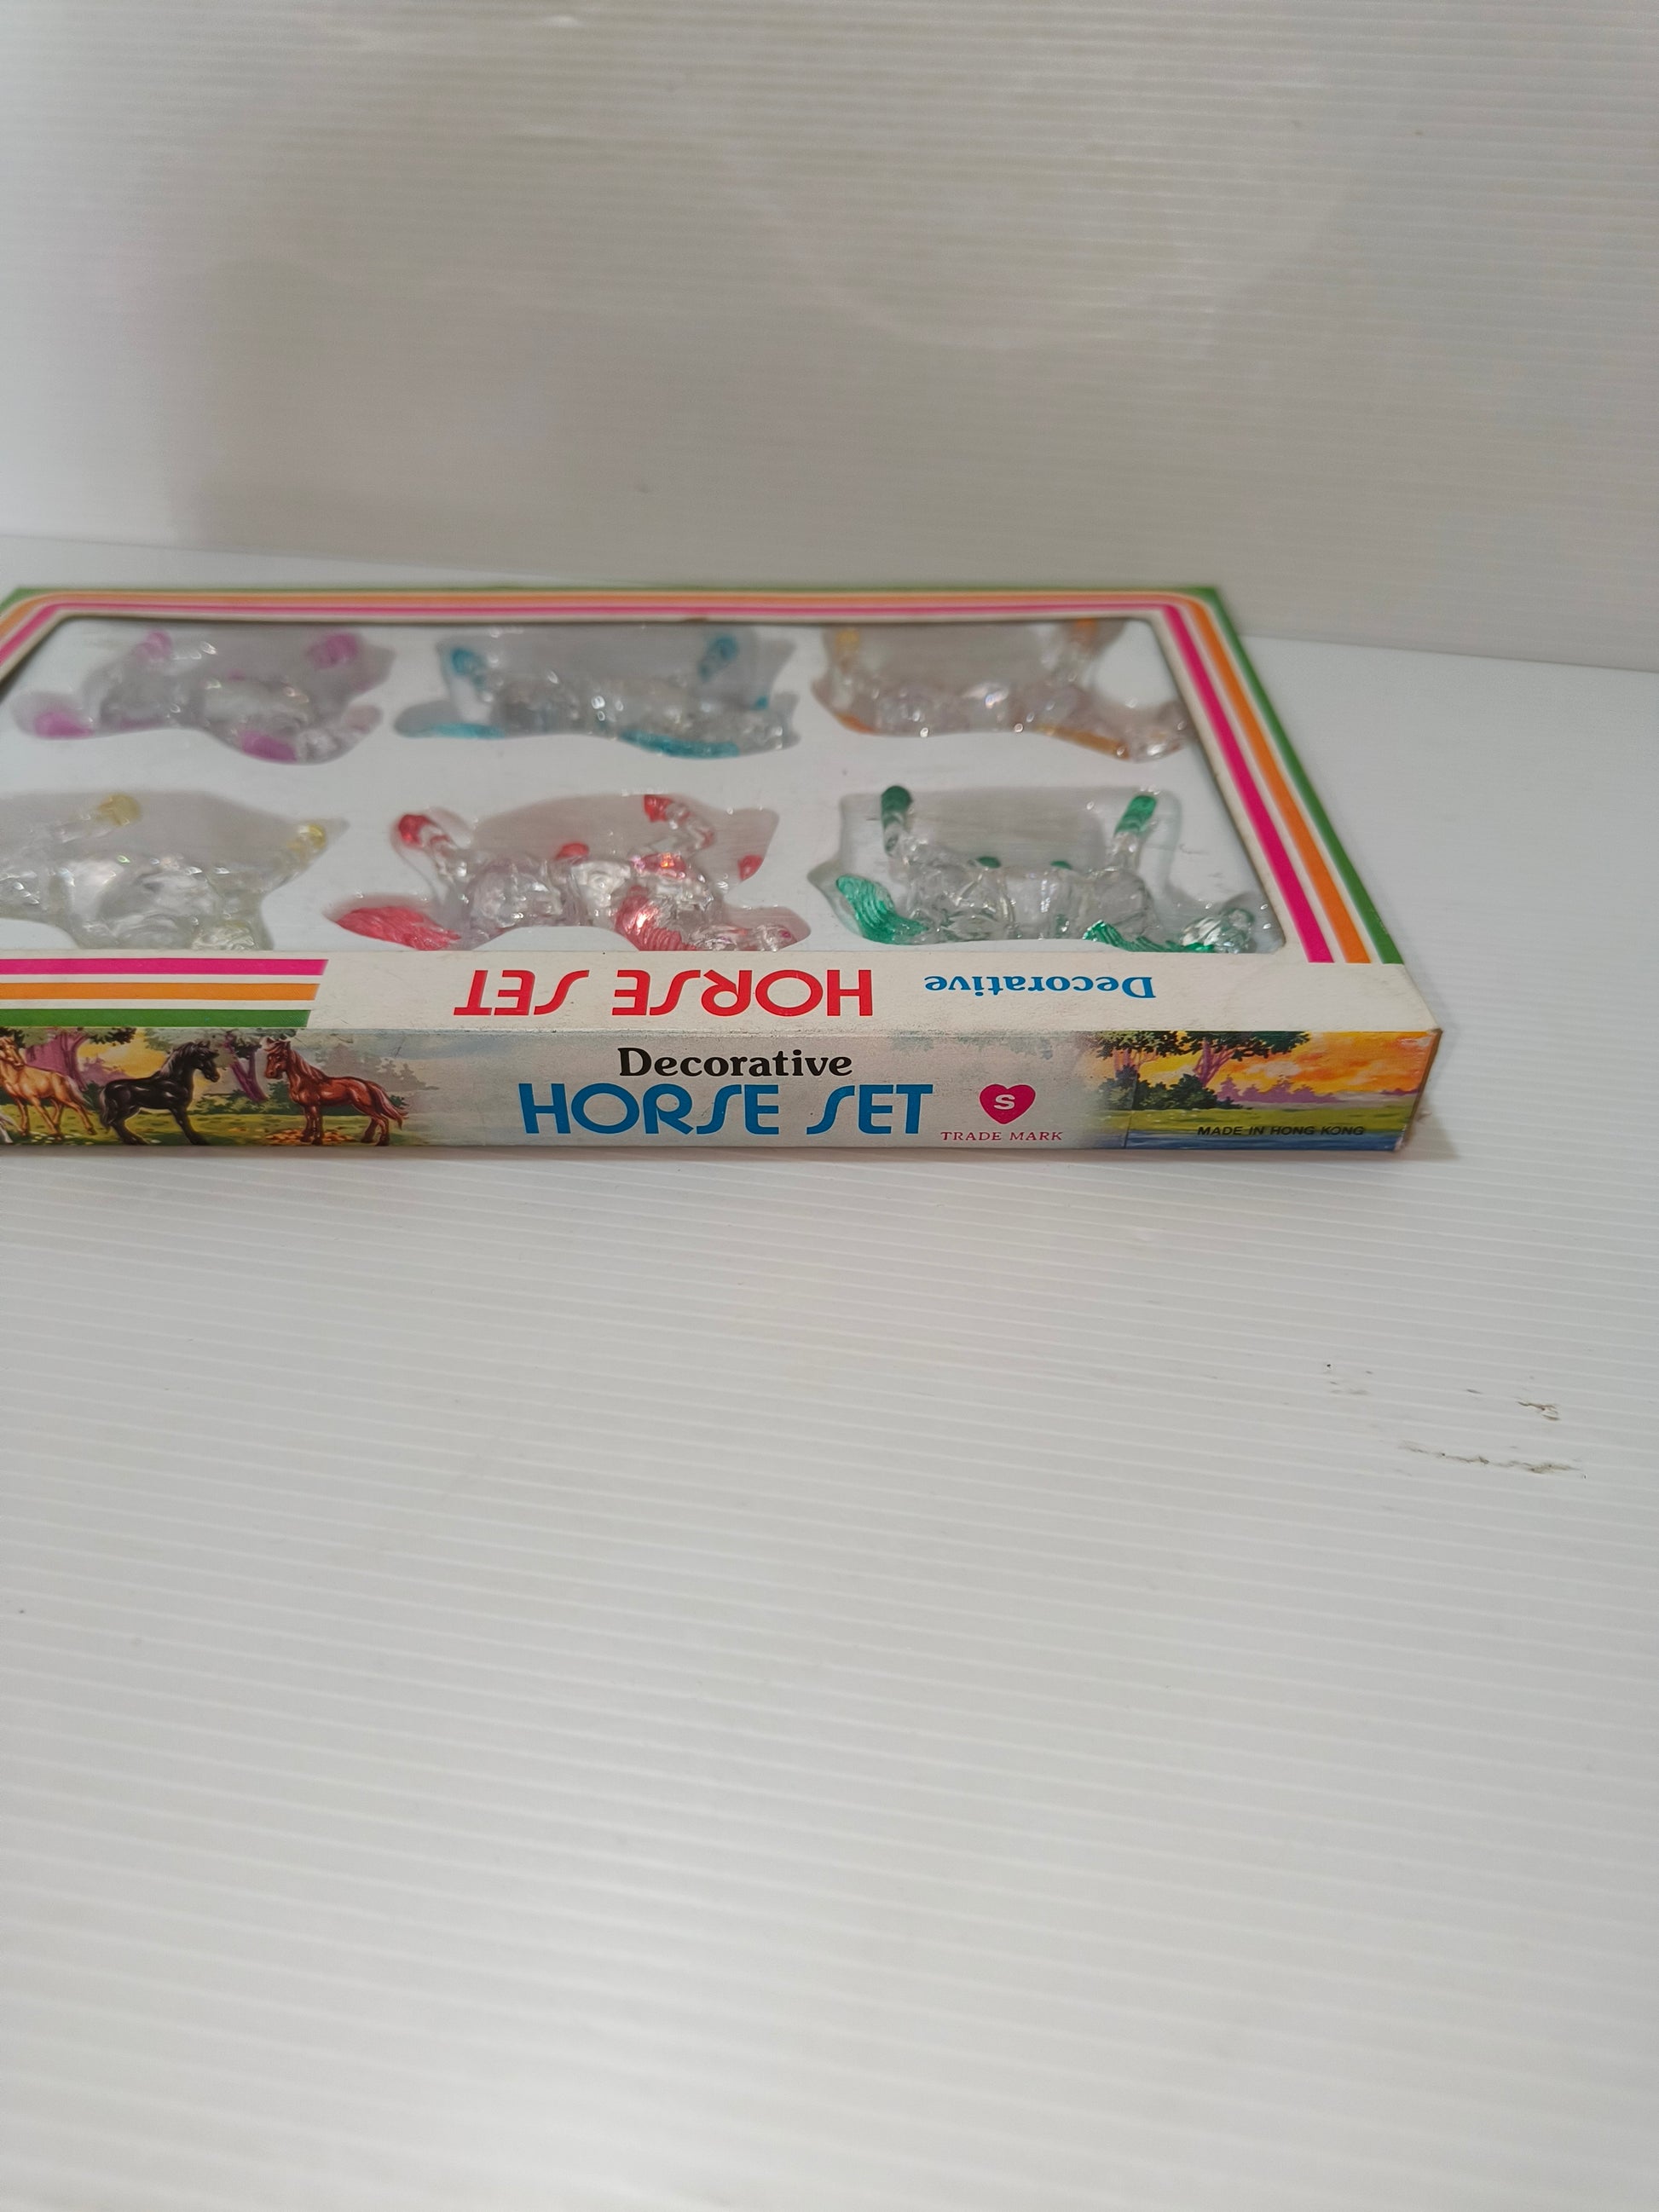 Decorative HORSE SET
Decorative
HORSE SET
S
TRADE MARK
MADE IN HONG KONG